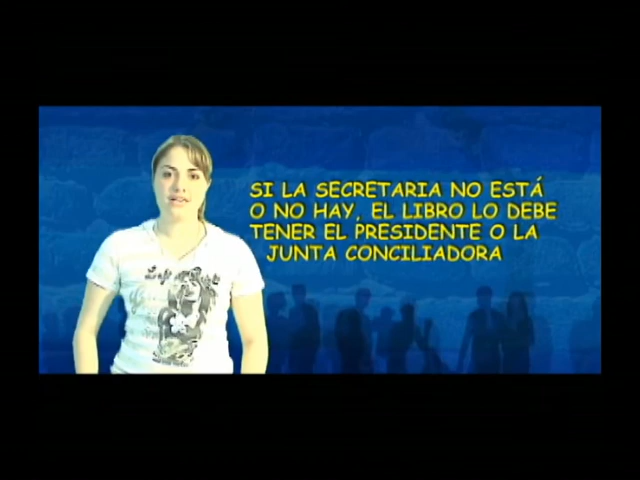 SI LA SECRETARIA NO ESTÁ
O NO HAY, EL LIBRO LO DEBE
TENER EL PRESIDENTE O LA
JUNTA CONCILIADORA